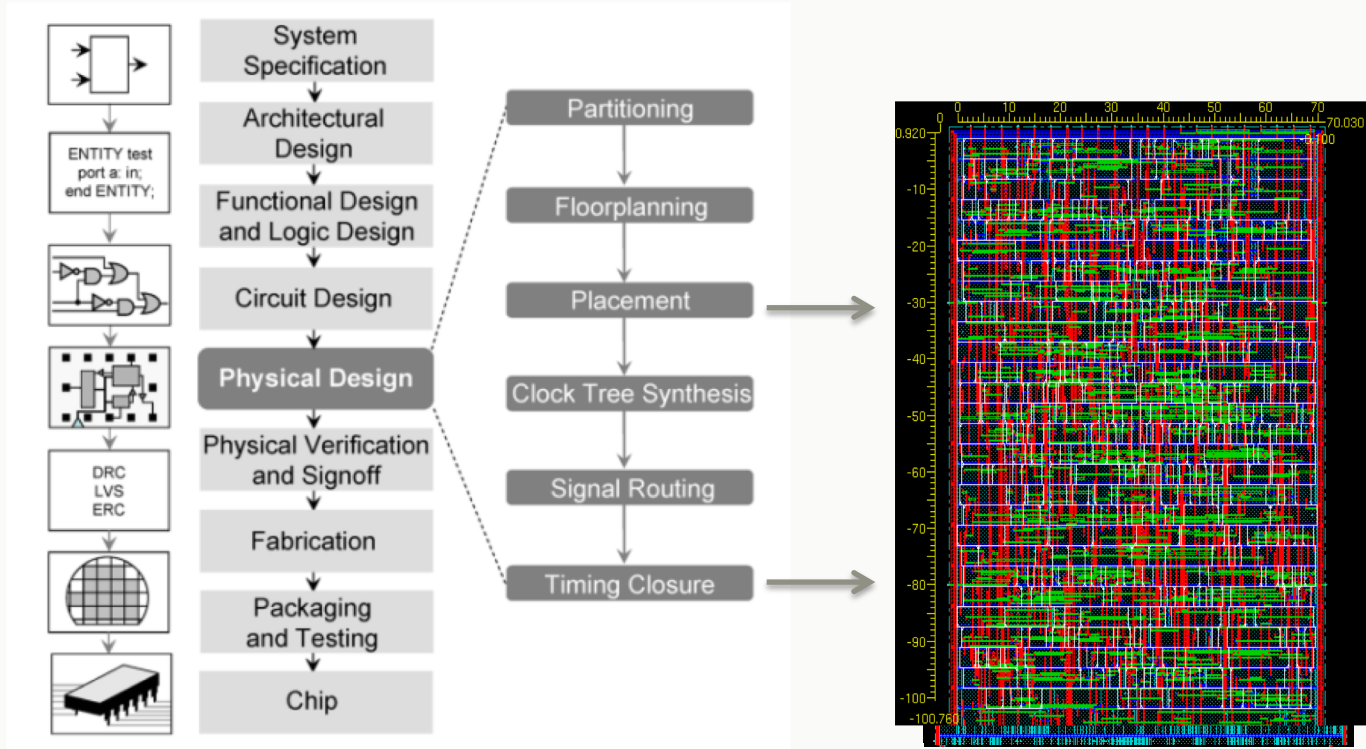 ENTITY test
port a: in;
end ENTITY;
DRC
LVS
ERC
System
Specification
Architectural
Design
Functional Design
and Logic Design
Circuit Design
Physical Design
Physical Verification
and Signoff
Fabrication
Packaging
and Testing
Chip
Partitioning
Floorplanning
Placement
Clock Tree Synthesis
Signal Routing
Timing Closure
0 10 20 30 40 50 60 70
0
70.030
0.920
-10
-20
-30
-40
-50
-60
-70
-80
-90
-100
-100.760